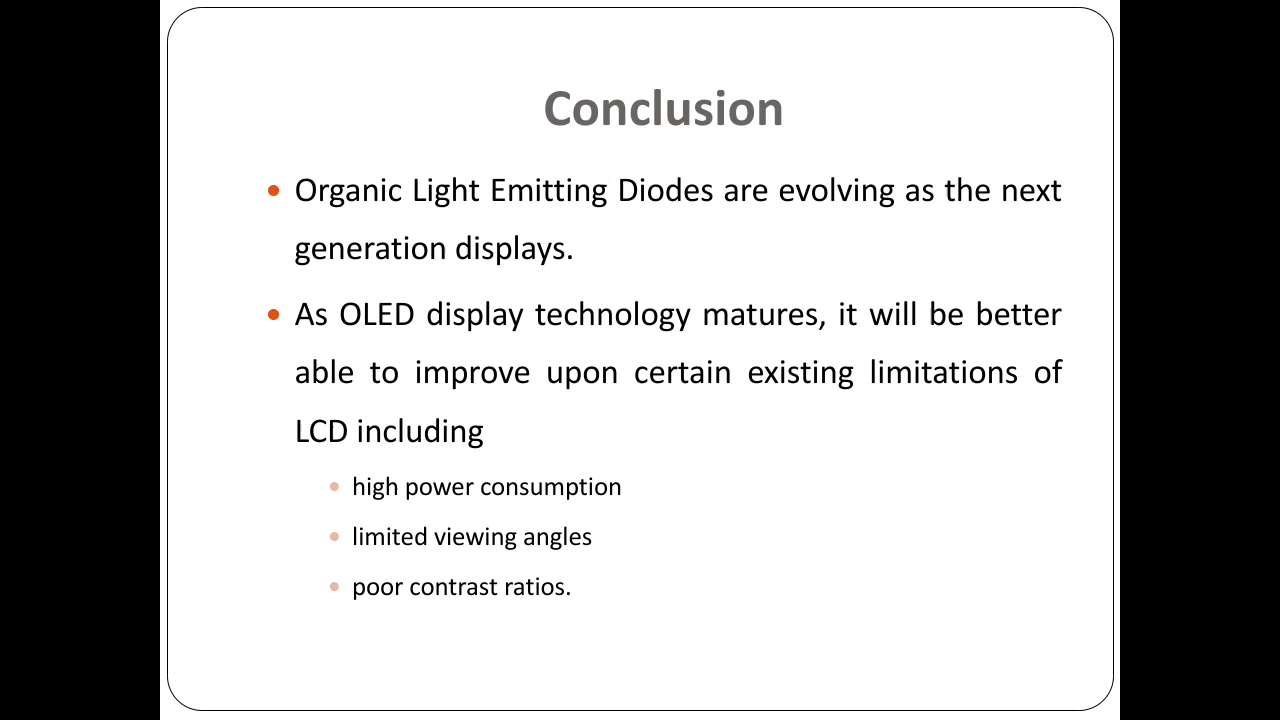 Conclusion
• Organic Light Emitting Diodes are evolving as the next
generation displays.
• As OLED display technology matures, it will be better
able to improve upon certain existing limitations of
LCD including
• high power consumption
• limited viewing angles
• poor contrast ratios.